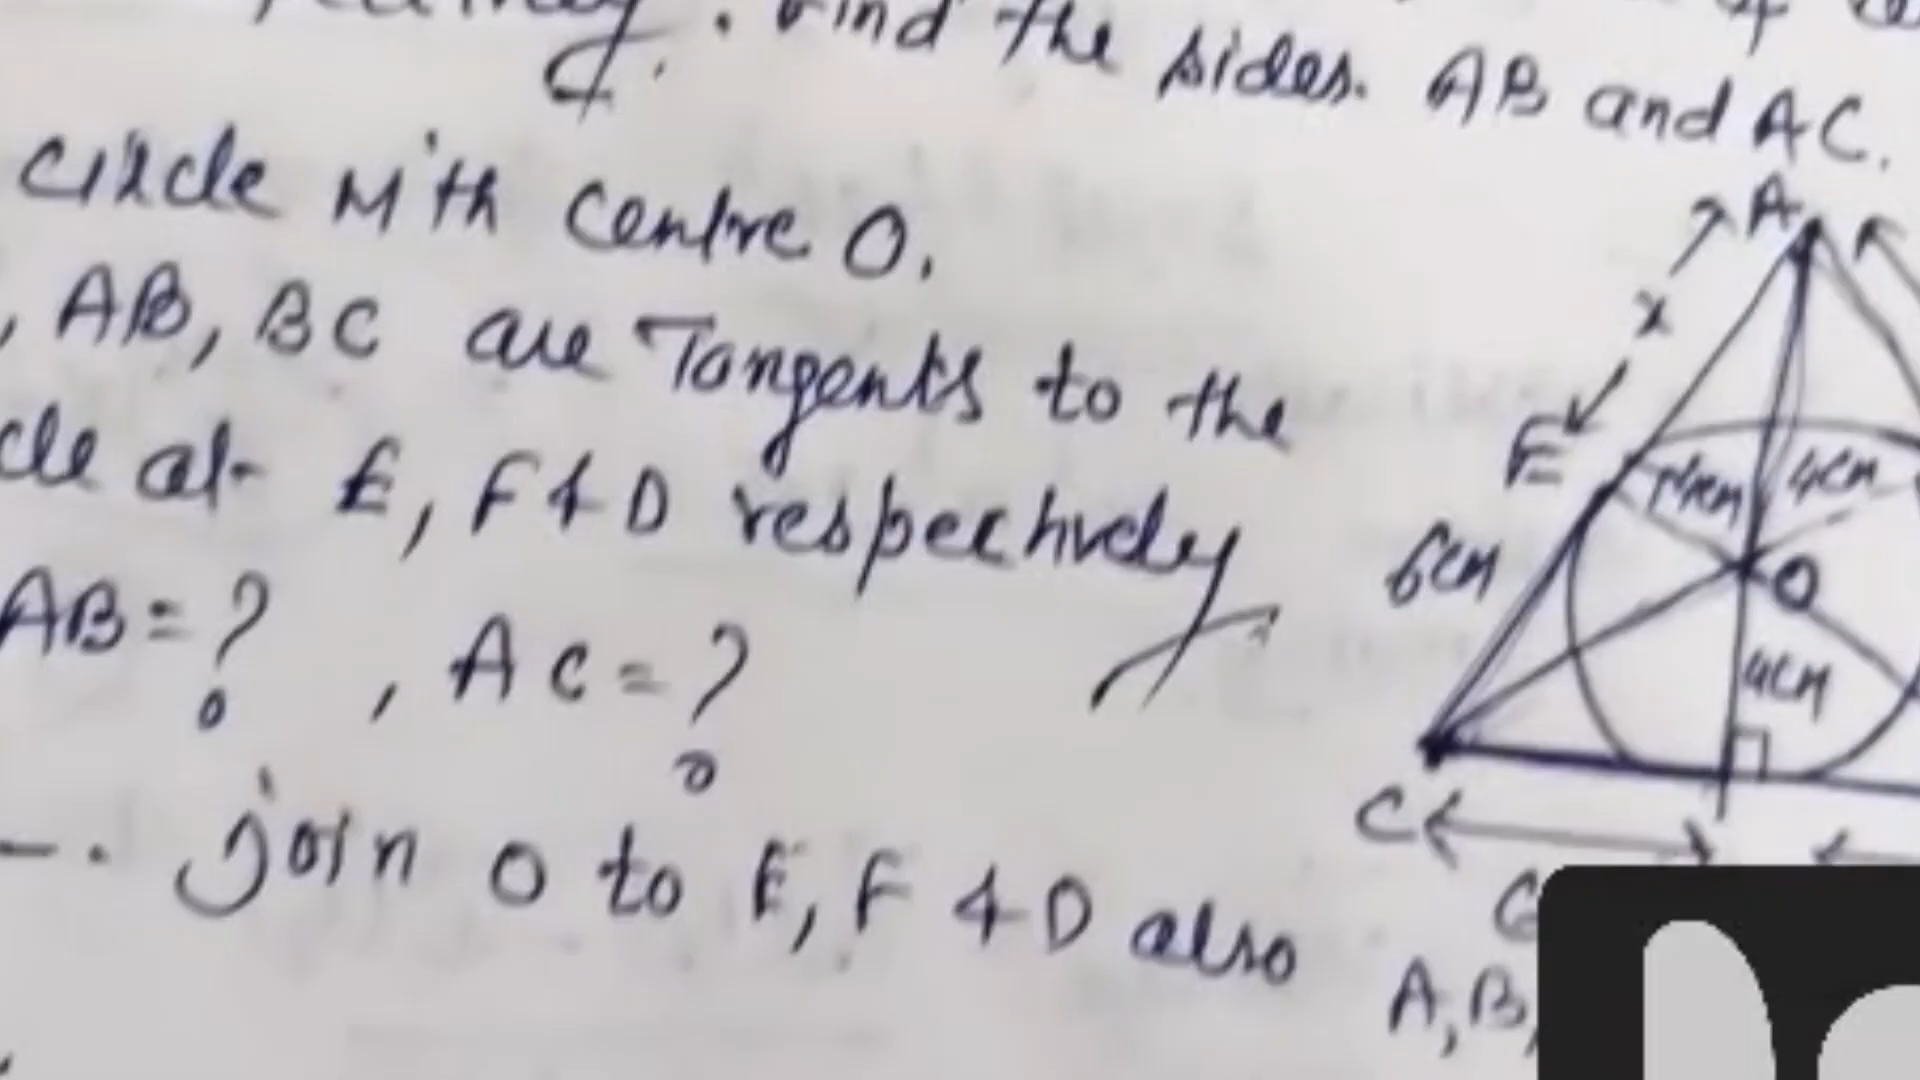 . Find the sides. AB and AC.
circle with centre O.
, AB, BC are Tangents to the
cle at E, F & D respectively
AB = ? , AC = ?
join O to E, F & D also
A, B,
A
x
E
4cm 4cm
6cm
O
4cm
C